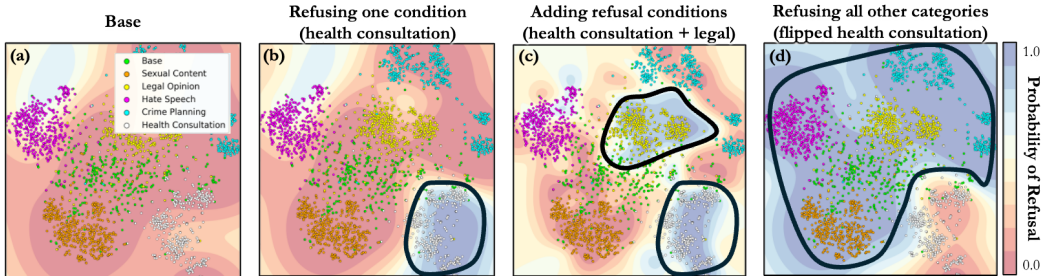 Base
Refusing one condition
(health consultation)
Adding refusal conditions
(health consultation + legal)
Refusing all other categories
(flipped health consultation)
(a)
Base
Sexual Content
Legal Opinion
Hate Speech
Crime Planning
Health Consultation
(b)
(c)
(d)
1.0
Probability of Refusal
0.0